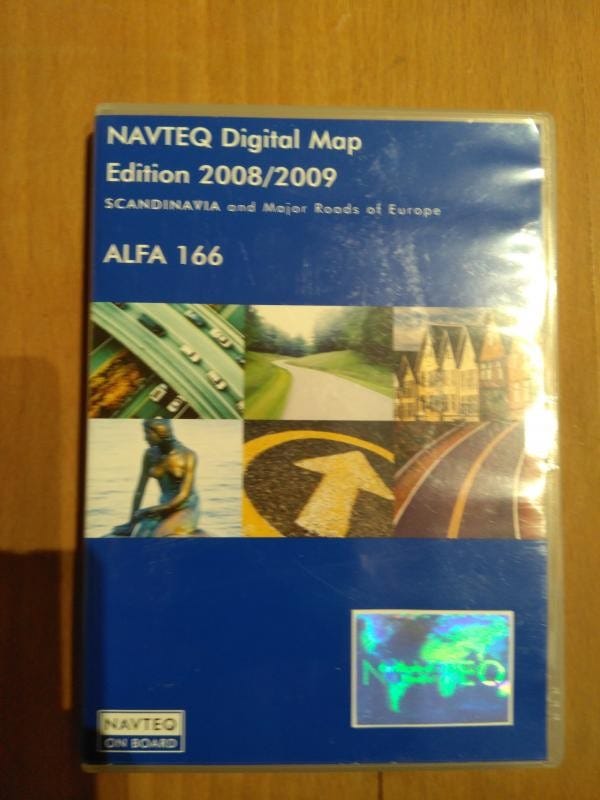 NAVTEQ Digital Map
Edition 2008/2009
SCANDINAVIA and Major Roads of Europe
ALFA 166
NAVTEQ
NAVTEQ
ON BOARD